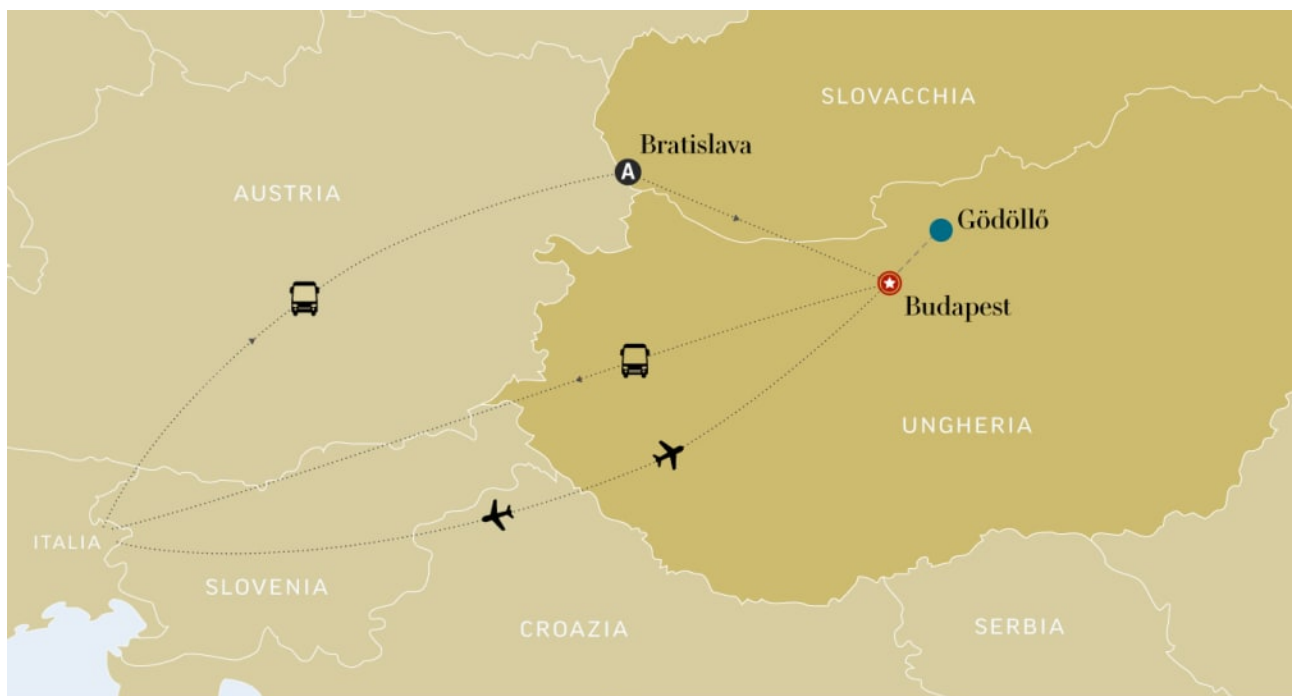 SLOVACCHIA
Bratislava
A
AUSTRIA
Gödöllő
Budapest
UNGHERIA
ITALIA
SLOVENIA
CROAZIA
SERBIA